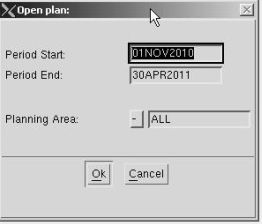 Open plan:
Period Start: 01NOV2010
Period End: 30APR2011
Planning Area: - ALL
Ok Cancel